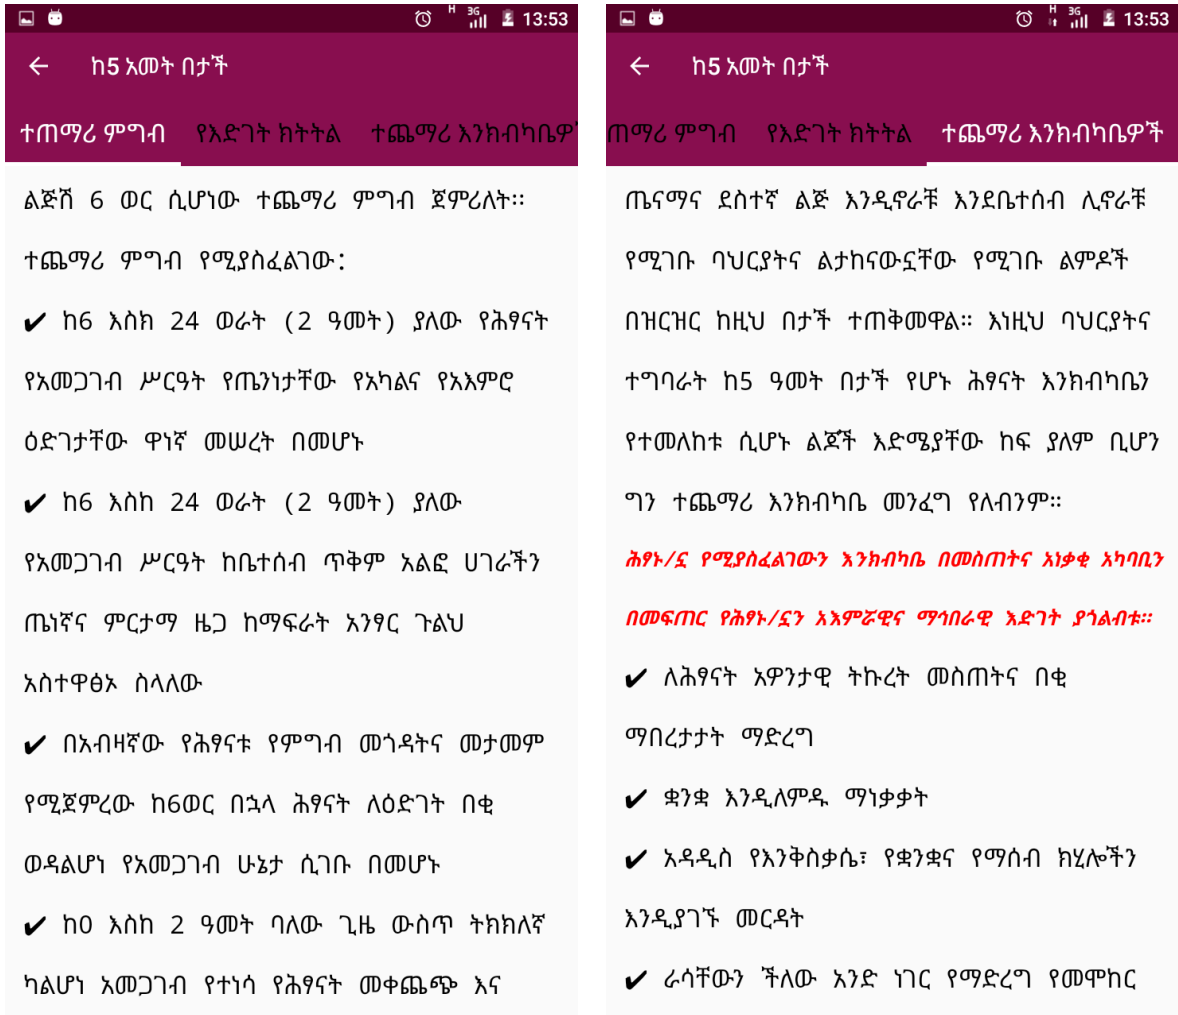 H 3G 13:53
ከ5 አመት በታች
ተጠማሪ ምግብ የእድገት ክትትል ተጨማሪ እንክብካቤዎ
ልጅሽ 6 ወር ሲሆነው ተጨማሪ ምግብ ጀምሪለት፡፡
ተጨማሪ ምግብ የሚያስፈልገው:
✔ ከ6 እስክ 24 ወራት (2 ዓመት) ያለው የሕፃናት
የአመጋገብ ሥርዓት የጤንነታቸው የአካልና የአእምሮ
ዕድገታቸው ዋነኛ መሠረት በመሆኑ
✔ ከ6 እስከ 24 ወራት (2 ዓመት) ያለው
የአመጋገብ ሥርዓት ከቤተሰብ ጥቅም አልፎ ሀገራችን
ጤነኛና ምርታማ ዜጋ ከማፍራት አንፃር ጉልህ
አስተዋፅኦ ስላለው
✔ በአብዛኛው የሕፃናቱ የምግብ መጎዳትና መታመም
የሚጀምረው ከ6ወር በኋላ ሕፃናት ለዕድገት በቂ
ወዳልሆነ የአመጋገብ ሁኔታ ሲገቡ በመሆኑ
✔ ከ0 እስከ 2 ዓመት ባለው ጊዜ ውስጥ ትክክለኛ
ካልሆነ አመጋገብ የተነሳ የሕፃናት መቀጨጭ እና
H 3G 13:53
ከ5 አመት በታች
ጠማሪ ምግብ የእድገት ክትትል ተጨማሪ እንክብካቤዎች
ጤናማና ደስተኛ ልጅ እንዲኖራቹ እንደቤተሰብ ሊኖራቹ
የሚገቡ ባህርያትና ልታከናውኗቸው የሚገቡ ልምዶች
በዝርዝር ከዚህ በታች ተጠቅመዋል። እነዚህ ባህርያትና
ተግባራት ከ5 ዓመት በታች የሆኑ ሕፃናት እንክብካቤን
የተመለከቱ ሲሆኑ ልጆች እድሜያቸው ከፍ ያለም ቢሆን
ግን ተጨማሪ እንክብካቤ መንፈግ የለብንም።
ሕፃኑ/ኗ የሚያስፈልገውን እንክብካቤ በመስጠትና አነቃቂ አካባቢን
በመፍጠር የሕፃኑ/ኗን አእምሯዊና ማኅበራዊ እድገት ያጎልብቱ፡፡
✔ ለሕፃናት አዎንታዊ ትኩረት መስጠትና በቂ
ማበረታታት ማድረግ
✔ ቋንቋ እንዲለምዱ ማነቃቃት
✔ አዳዲስ የእንቅስቃሴ፣ የቋንቋና የማሰብ ክሂሎችን
እንዲያገኙ መርዳት
✔ ራሳቸውን ችለው አንድ ነገር የማድረግ የመሞከር